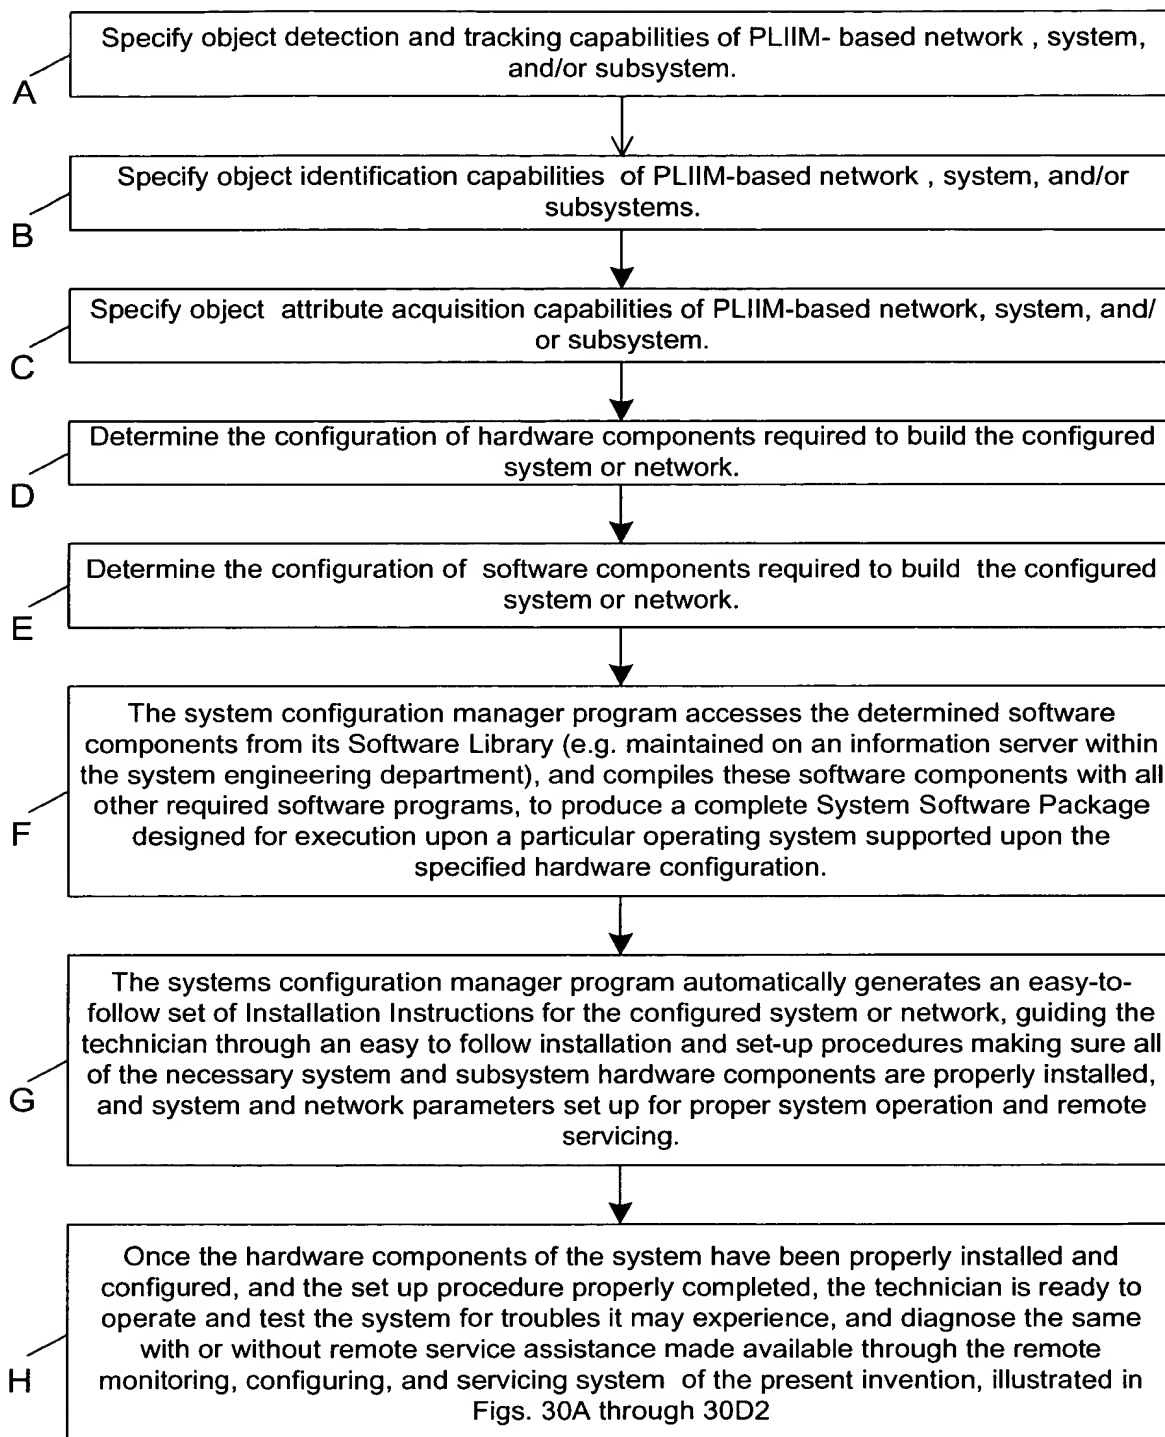 Specify object detection and tracking capabilities of PLIIM- based network , system,
and/or subsystem.
A
Specify object identification capabilities of PLIIM-based network , system, and/or
subsystems.
B
Specify object attribute acquisition capabilities of PLIIM-based network, system, and/
or subsystem.
C
Determine the configuration of hardware components required to build the configured
system or network.
D
Determine the configuration of software components required to build the configured
system or network.
E
The system configuration manager program accesses the determined software
components from its Software Library (e.g. maintained on an information server within
the system engineering department), and compiles these software components with all
other required software programs, to produce a complete System Software Package
designed for execution upon a particular operating system supported upon the
specified hardware configuration.
F
The systems configuration manager program automatically generates an easy-to-
follow set of Installation Instructions for the configured system or network, guiding the
technician through an easy to follow installation and set-up procedures making sure all
of the necessary system and subsystem hardware components are properly installed,
and system and network parameters set up for proper system operation and remote
servicing.
G
Once the hardware components of the system have been properly installed and
configured, and the set up procedure properly completed, the technician is ready to
operate and test the system for troubles it may experience, and diagnose the same
with or without remote service assistance made available through the remote
monitoring, configuring, and servicing system of the present invention, illustrated in
Figs. 30A through 30D2
H